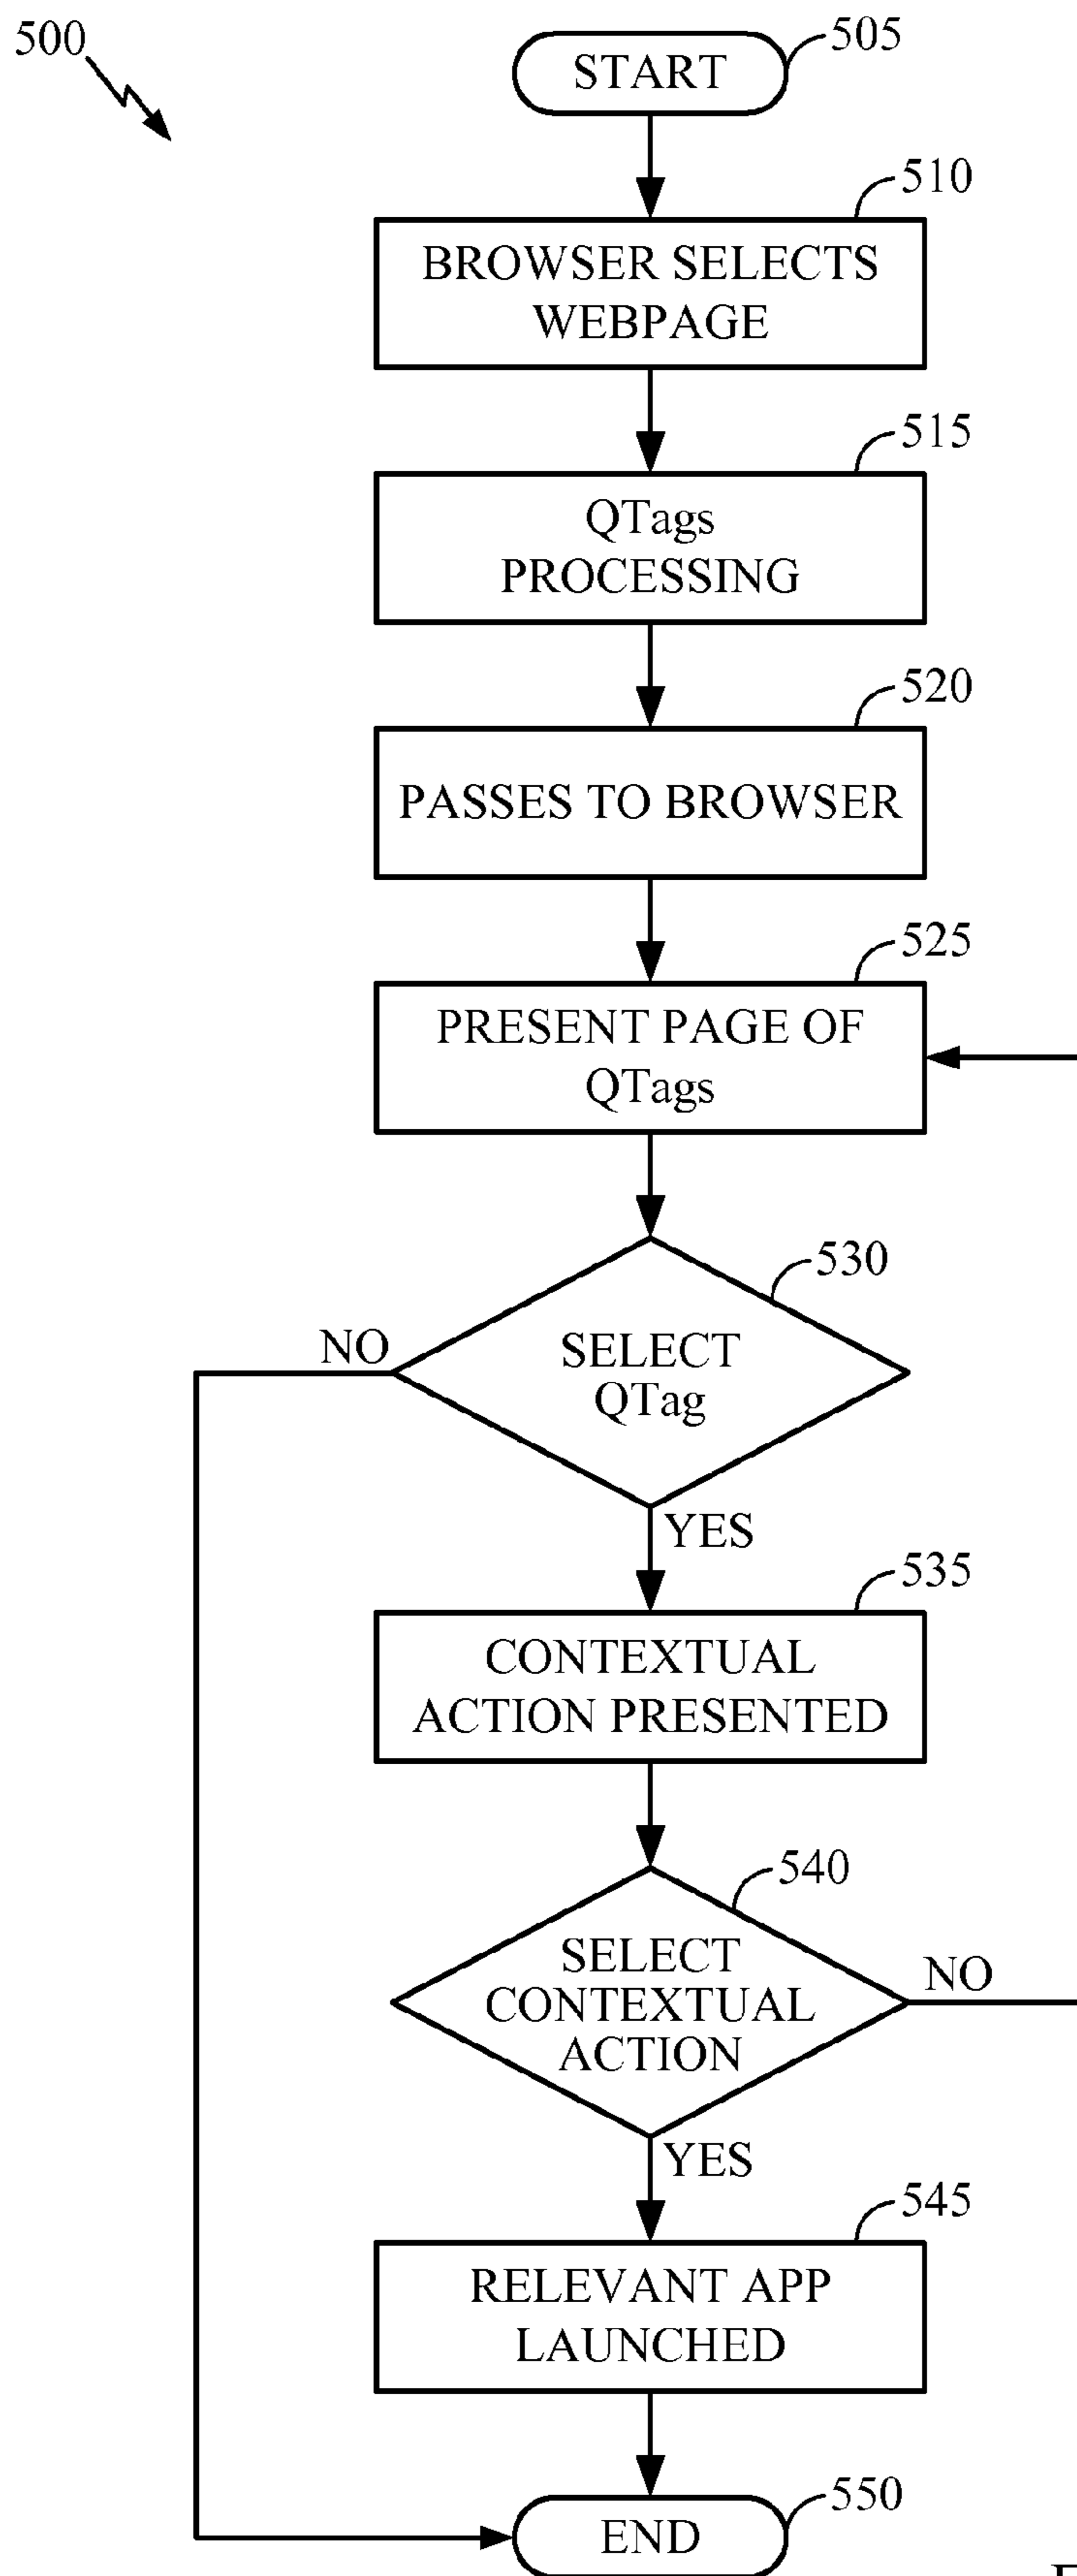 500
START
505
510
BROWSER SELECTS
WEBPAGE
515
QTags
PROCESSING
520
PASSES TO BROWSER
525
PRESENT PAGE OF
QTags
530
NO
SELECT
QTag
YES
535
CONTEXTUAL
ACTION PRESENTED
540
SELECT
CONTEXTUAL
ACTION
NO
YES
545
RELEVANT APP
LAUNCHED
550
END